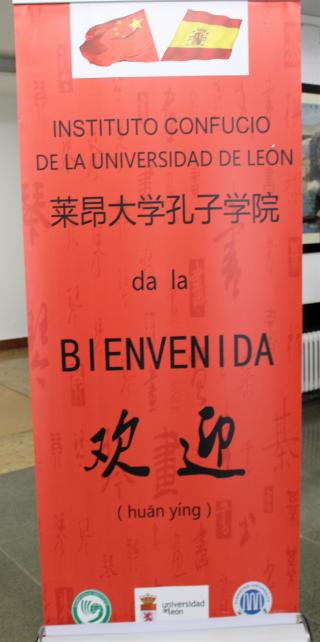 INSTITUTO CONFUCIO
DE LA UNIVERSIDAD DE LEÓN
莱昂大学孔子学院
da la
BIENVENIDA
欢迎
( huān yíng )
universidad
de león